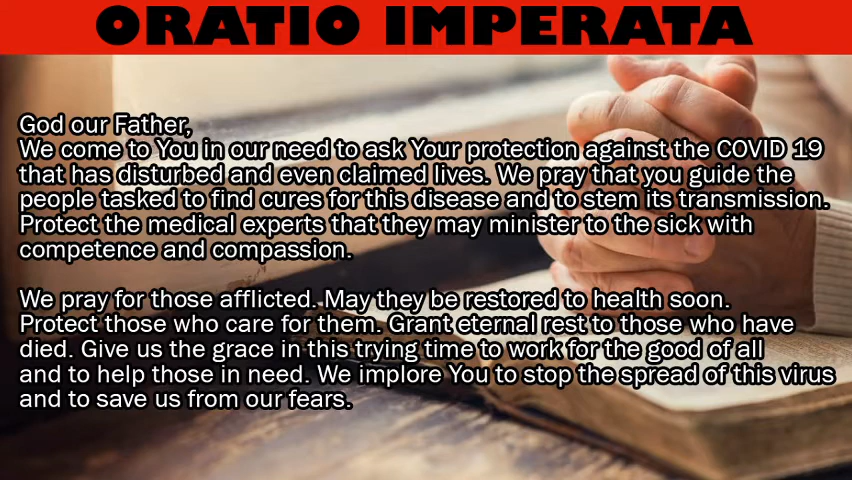 ORATIO IMPERATA
God our Father,
We come to You in our need to ask Your protection against the COVID 19
that has disturbed and even claimed lives. We pray that you guide the
people tasked to find cures for this disease and to stem its transmission.
Protect the medical experts that they may minister to the sick with
competence and compassion.
We pray for those afflicted. May they be restored to health soon.
Protect those who care for them. Grant eternal rest to those who have
died. Give us the grace in this trying time to work for the good of all
and to help those in need. We implore You to stop the spread of this virus
and to save us from our fears.